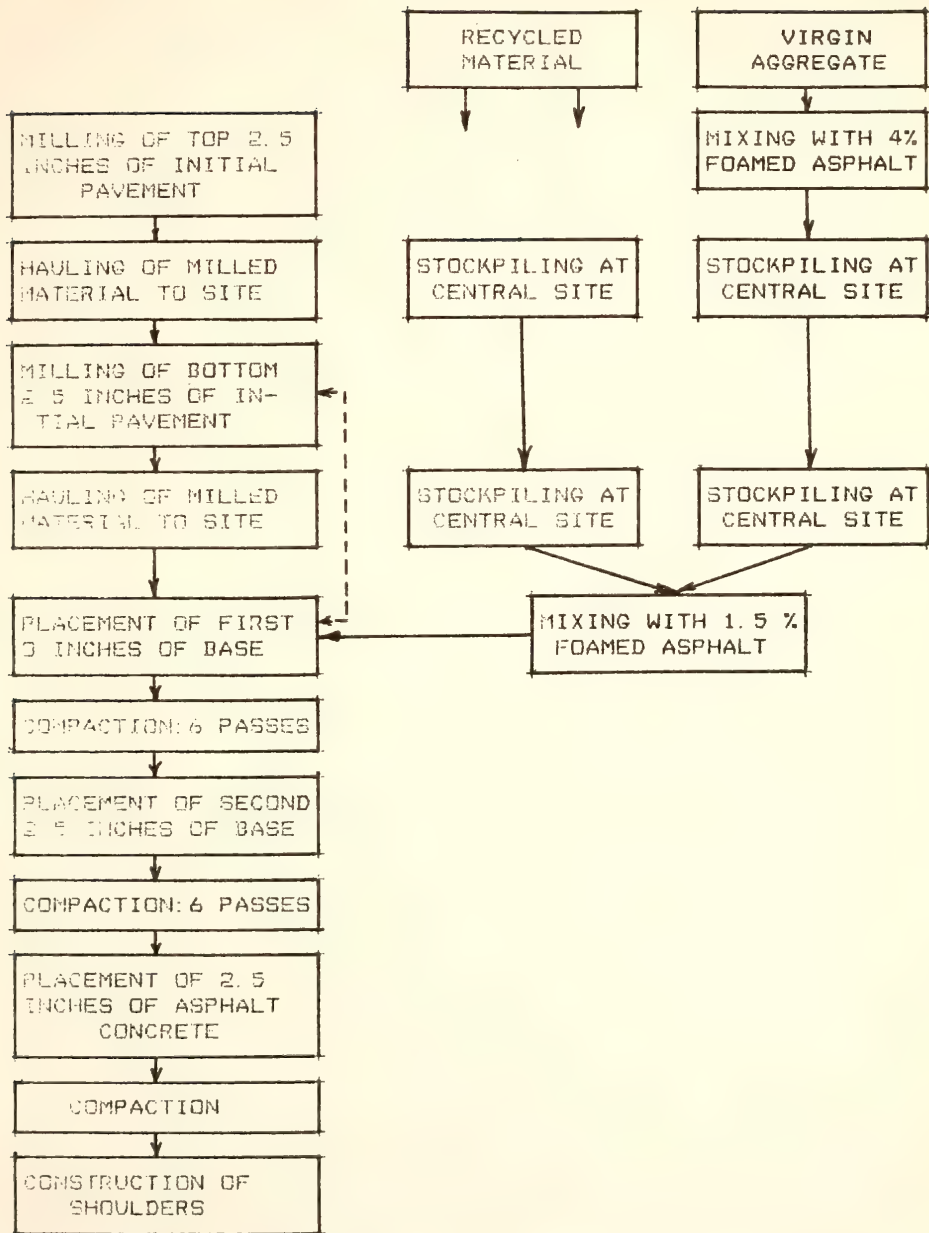 RECYCLED
MATERIAL
VIRGIN
AGGREGATE
MILLING OF TOP 2.5
INCHES OF INITIAL
PAVEMENT
MIXING WITH 4%
FOAMED ASPHALT
HAULING OF MILLED
MATERIAL TO SITE
STOCKPILING AT
CENTRAL SITE
STOCKPILING AT
CENTRAL SITE
MILLING OF BOTTOM
2 5 INCHES OF IN-
TIAL PAVEMENT
HAULING OF MILLED
MATERIAL TO SITE
STOCKPILING AT
CENTRAL SITE
STOCKPILING AT
CENTRAL SITE
PLACEMENT OF FIRST
3 INCHES OF BASE
MIXING WITH 1.5 %
FOAMED ASPHALT
COMPACTION: 6 PASSES
PLACEMENT OF SECOND
2 5 INCHES OF BASE
COMPACTION: 6 PASSES
PLACEMENT OF 2.5
INCHES OF ASPHALT
CONCRETE
COMPACTION
CONSTRUCTION OF
SHOULDERS